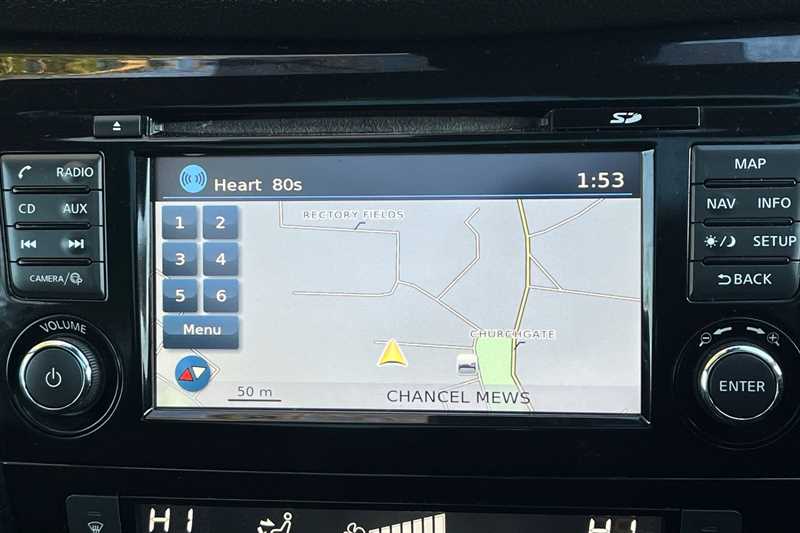 SD
RADIO
CD AUX
CAMERA/
VOLUME
Heart 80s 1:53
1 2
3 4
5 6
Menu
RECTORY FIELDS
CHURCHGATE
50 m
CHANCEL MEWS
MAP
NAV INFO
SETUP
BACK
ENTER
HI HI